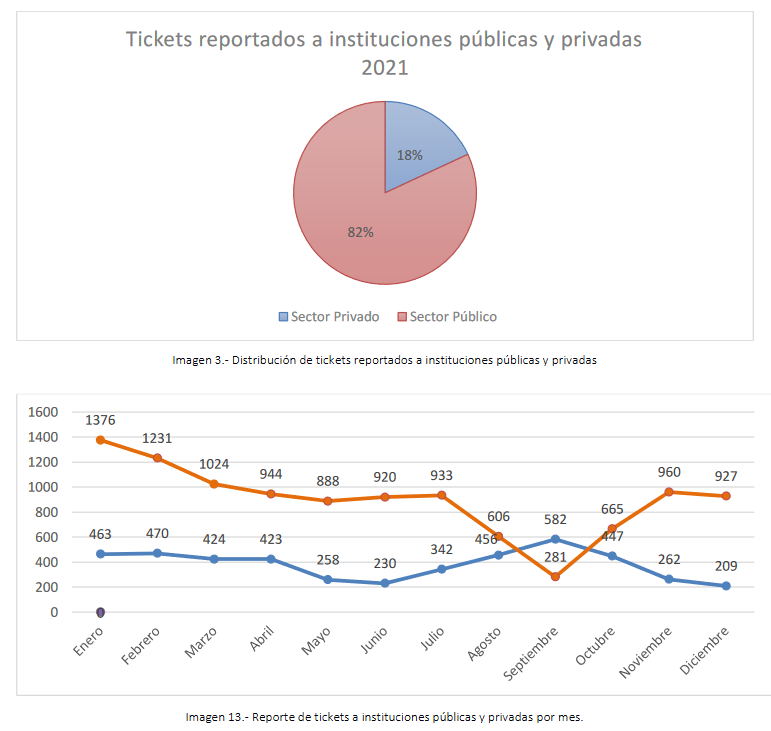 Tickets reportados a instituciones públicas y privadas
2021
18%
82%
Sector Privado Sector Público
Imagen 3.- Distribución de tickets reportados a instituciones públicas y privadas
1600
1400
1200
1000
800
600
400
200
0
1376 1231 1024 944 888 920 933 606 281 665 960 927
463 470 424 423 258 230 342 456 582 447 262 209
0
Enero Febrero Marzo Abril Mayo Junio Julio Agosto Septiembre Octubre Noviembre Diciembre
Imagen 13.- Reporte de tickets a instituciones públicas y privadas por mes.